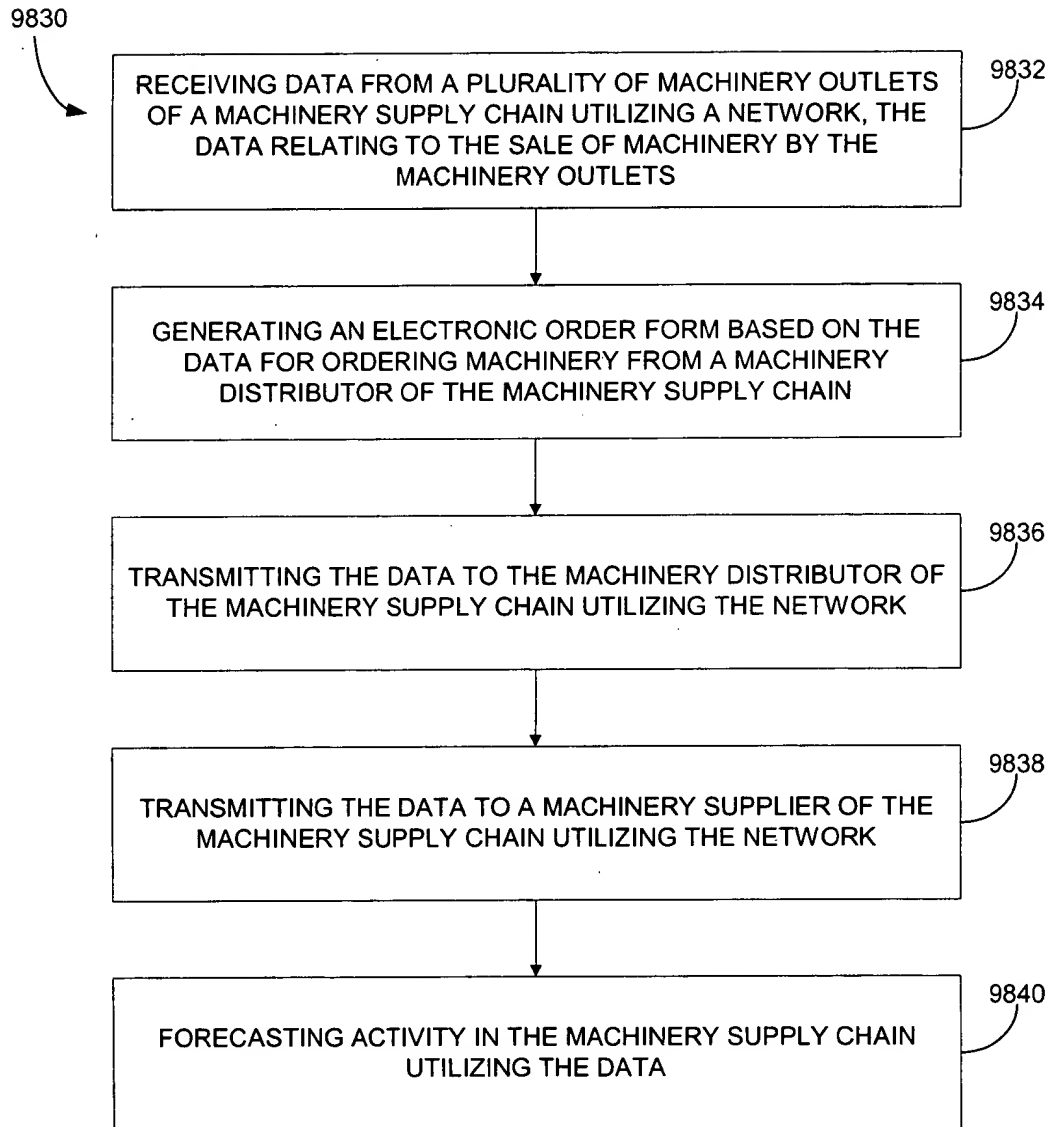 9830
RECEIVING DATA FROM A PLURALITY OF MACHINERY OUTLETS
OF A MACHINERY SUPPLY CHAIN UTILIZING A NETWORK, THE
DATA RELATING TO THE SALE OF MACHINERY BY THE
MACHINERY OUTLETS
9832
GENERATING AN ELECTRONIC ORDER FORM BASED ON THE
DATA FOR ORDERING MACHINERY FROM A MACHINERY
DISTRIBUTOR OF THE MACHINERY SUPPLY CHAIN
9834
TRANSMITTING THE DATA TO THE MACHINERY DISTRIBUTOR OF
THE MACHINERY SUPPLY CHAIN UTILIZING THE NETWORK
9836
TRANSMITTING THE DATA TO A MACHINERY SUPPLIER OF THE
MACHINERY SUPPLY CHAIN UTILIZING THE NETWORK
9838
FORECASTING ACTIVITY IN THE MACHINERY SUPPLY CHAIN
UTILIZING THE DATA
9840